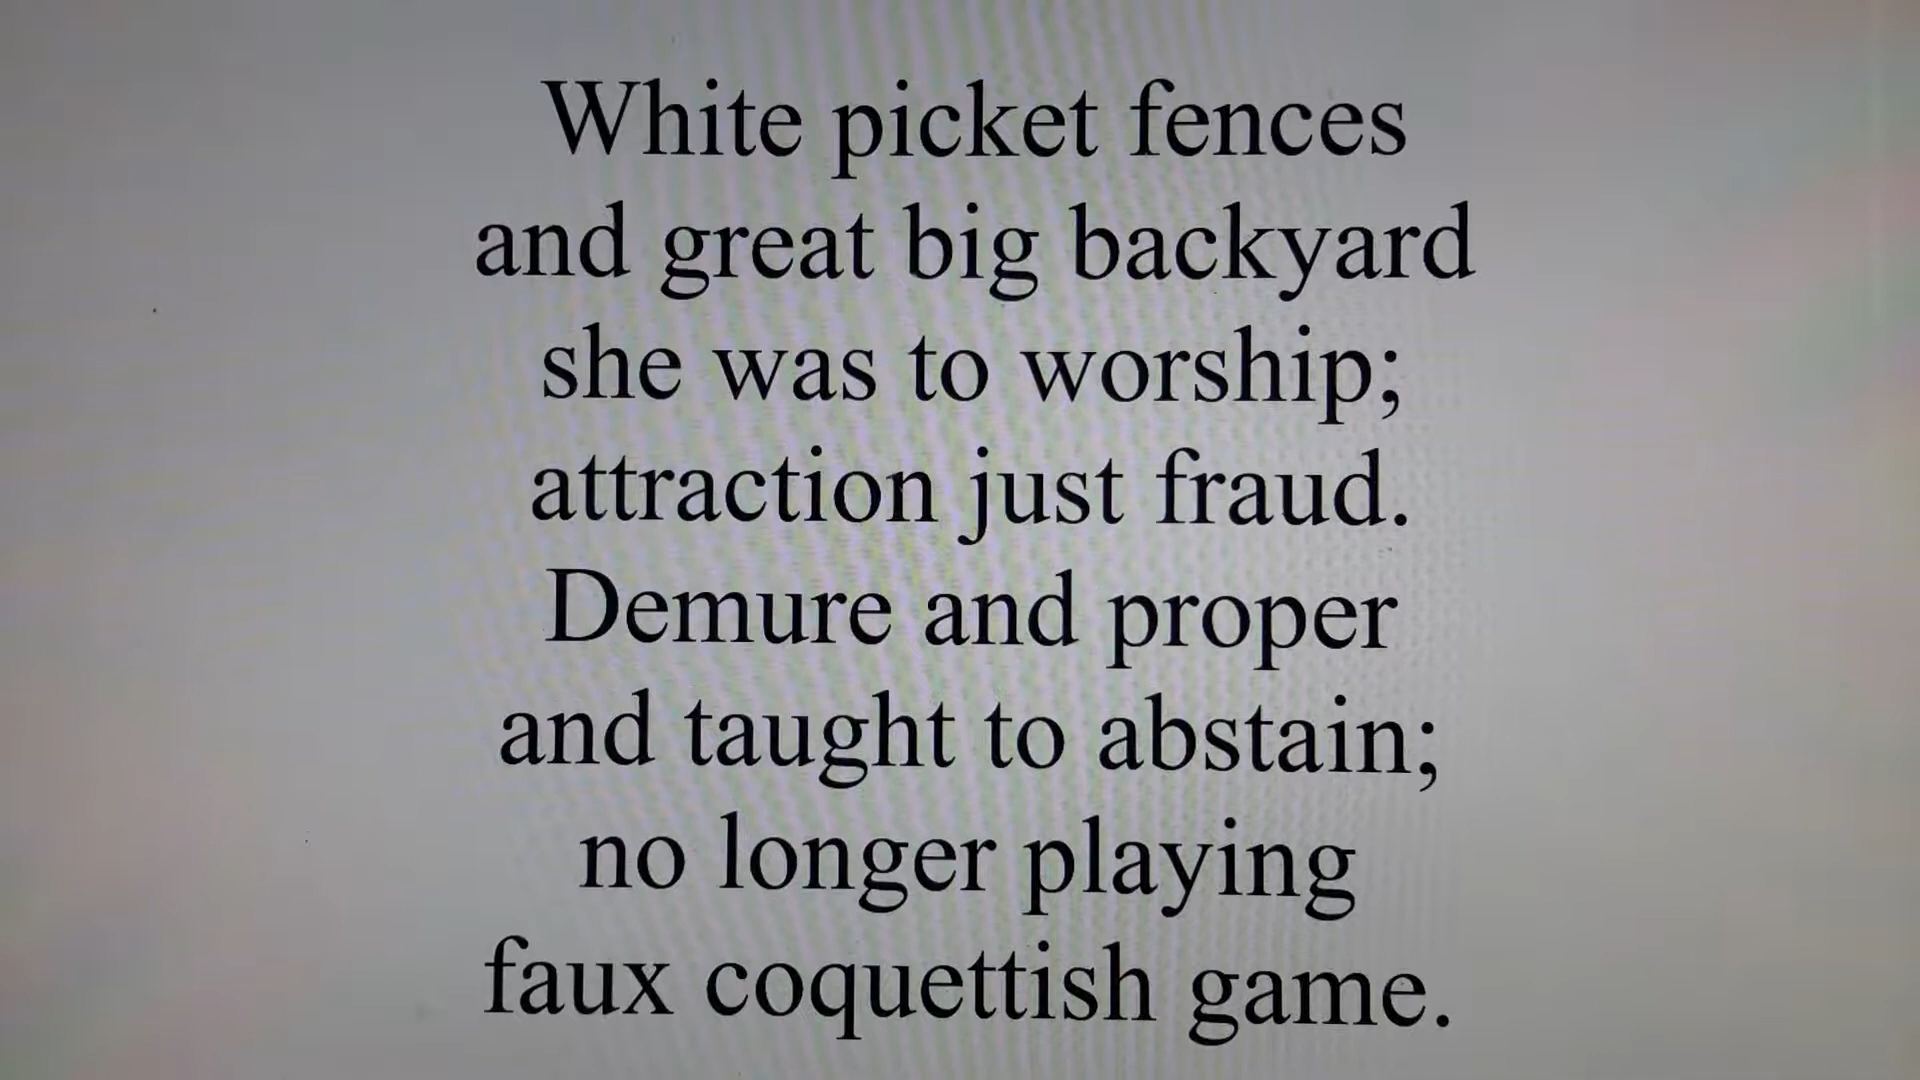 White picket fences
and great big backyard
she was to worship;
attraction just fraud.
Demure and proper
and taught to abstain;
no longer playing
faux coquettish game.